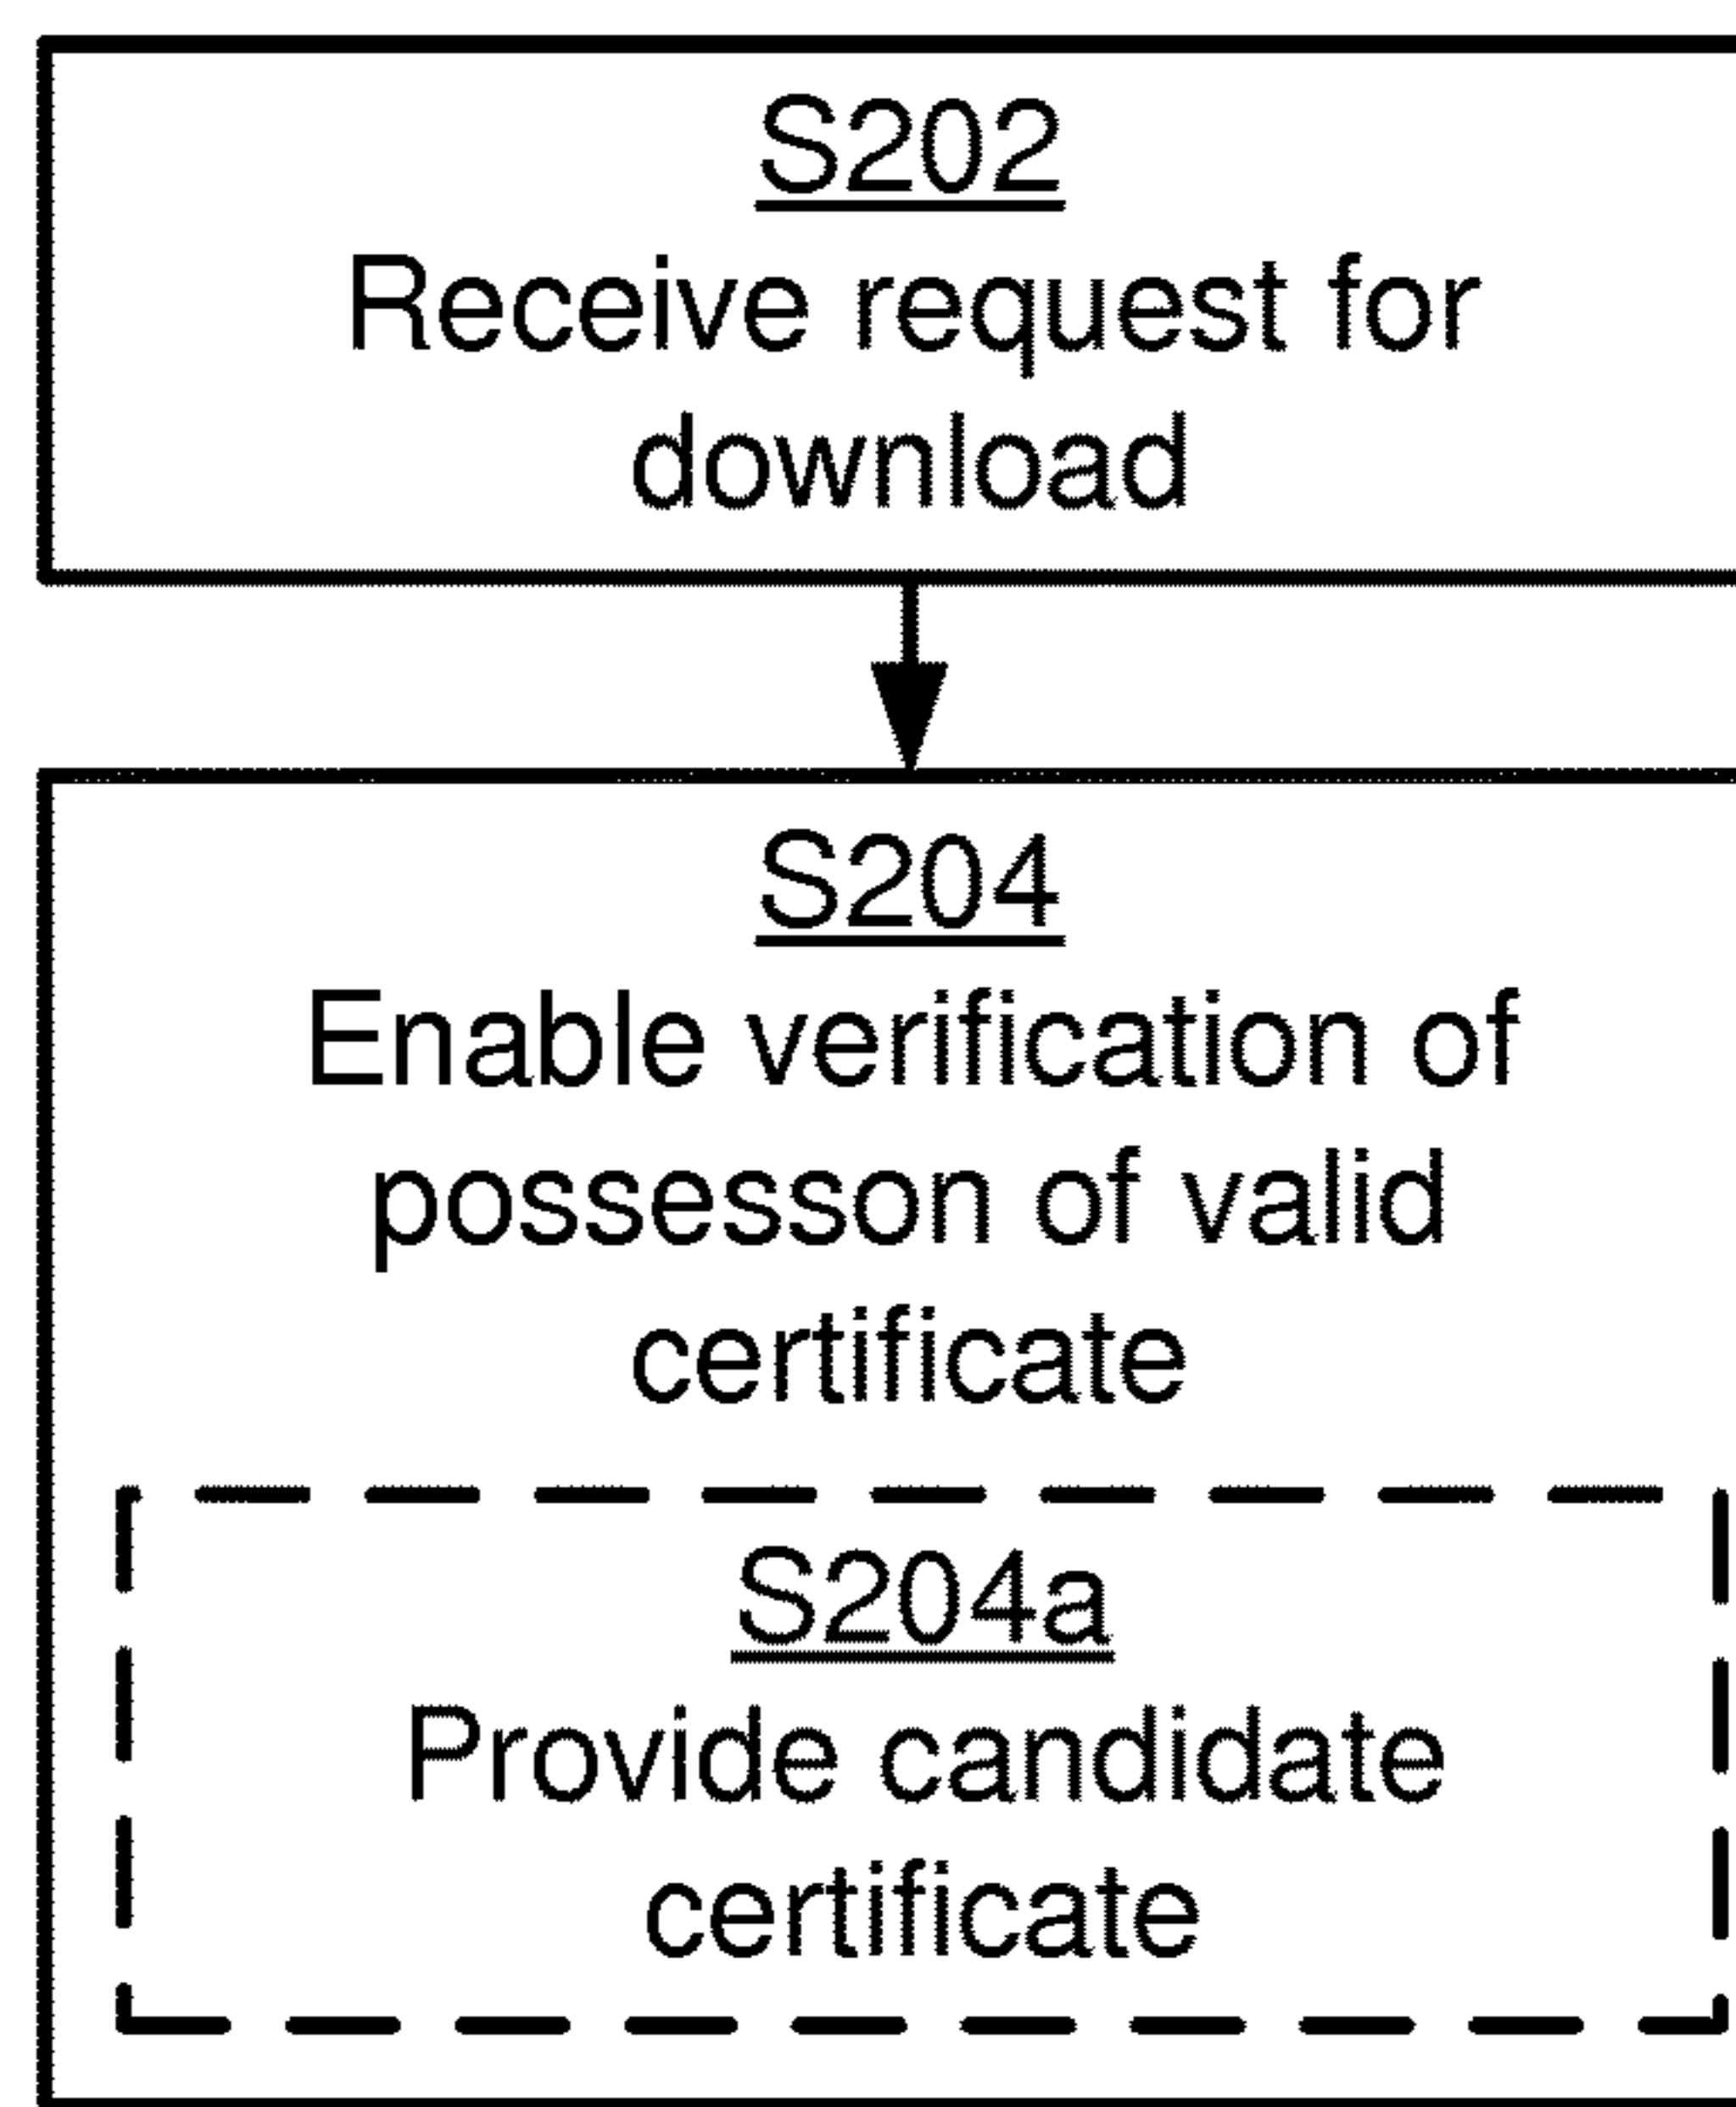 S202
Receive request for
download
S204
Enable verification of
possesson of valid
certificate
S204a
Provide candidate
certificate